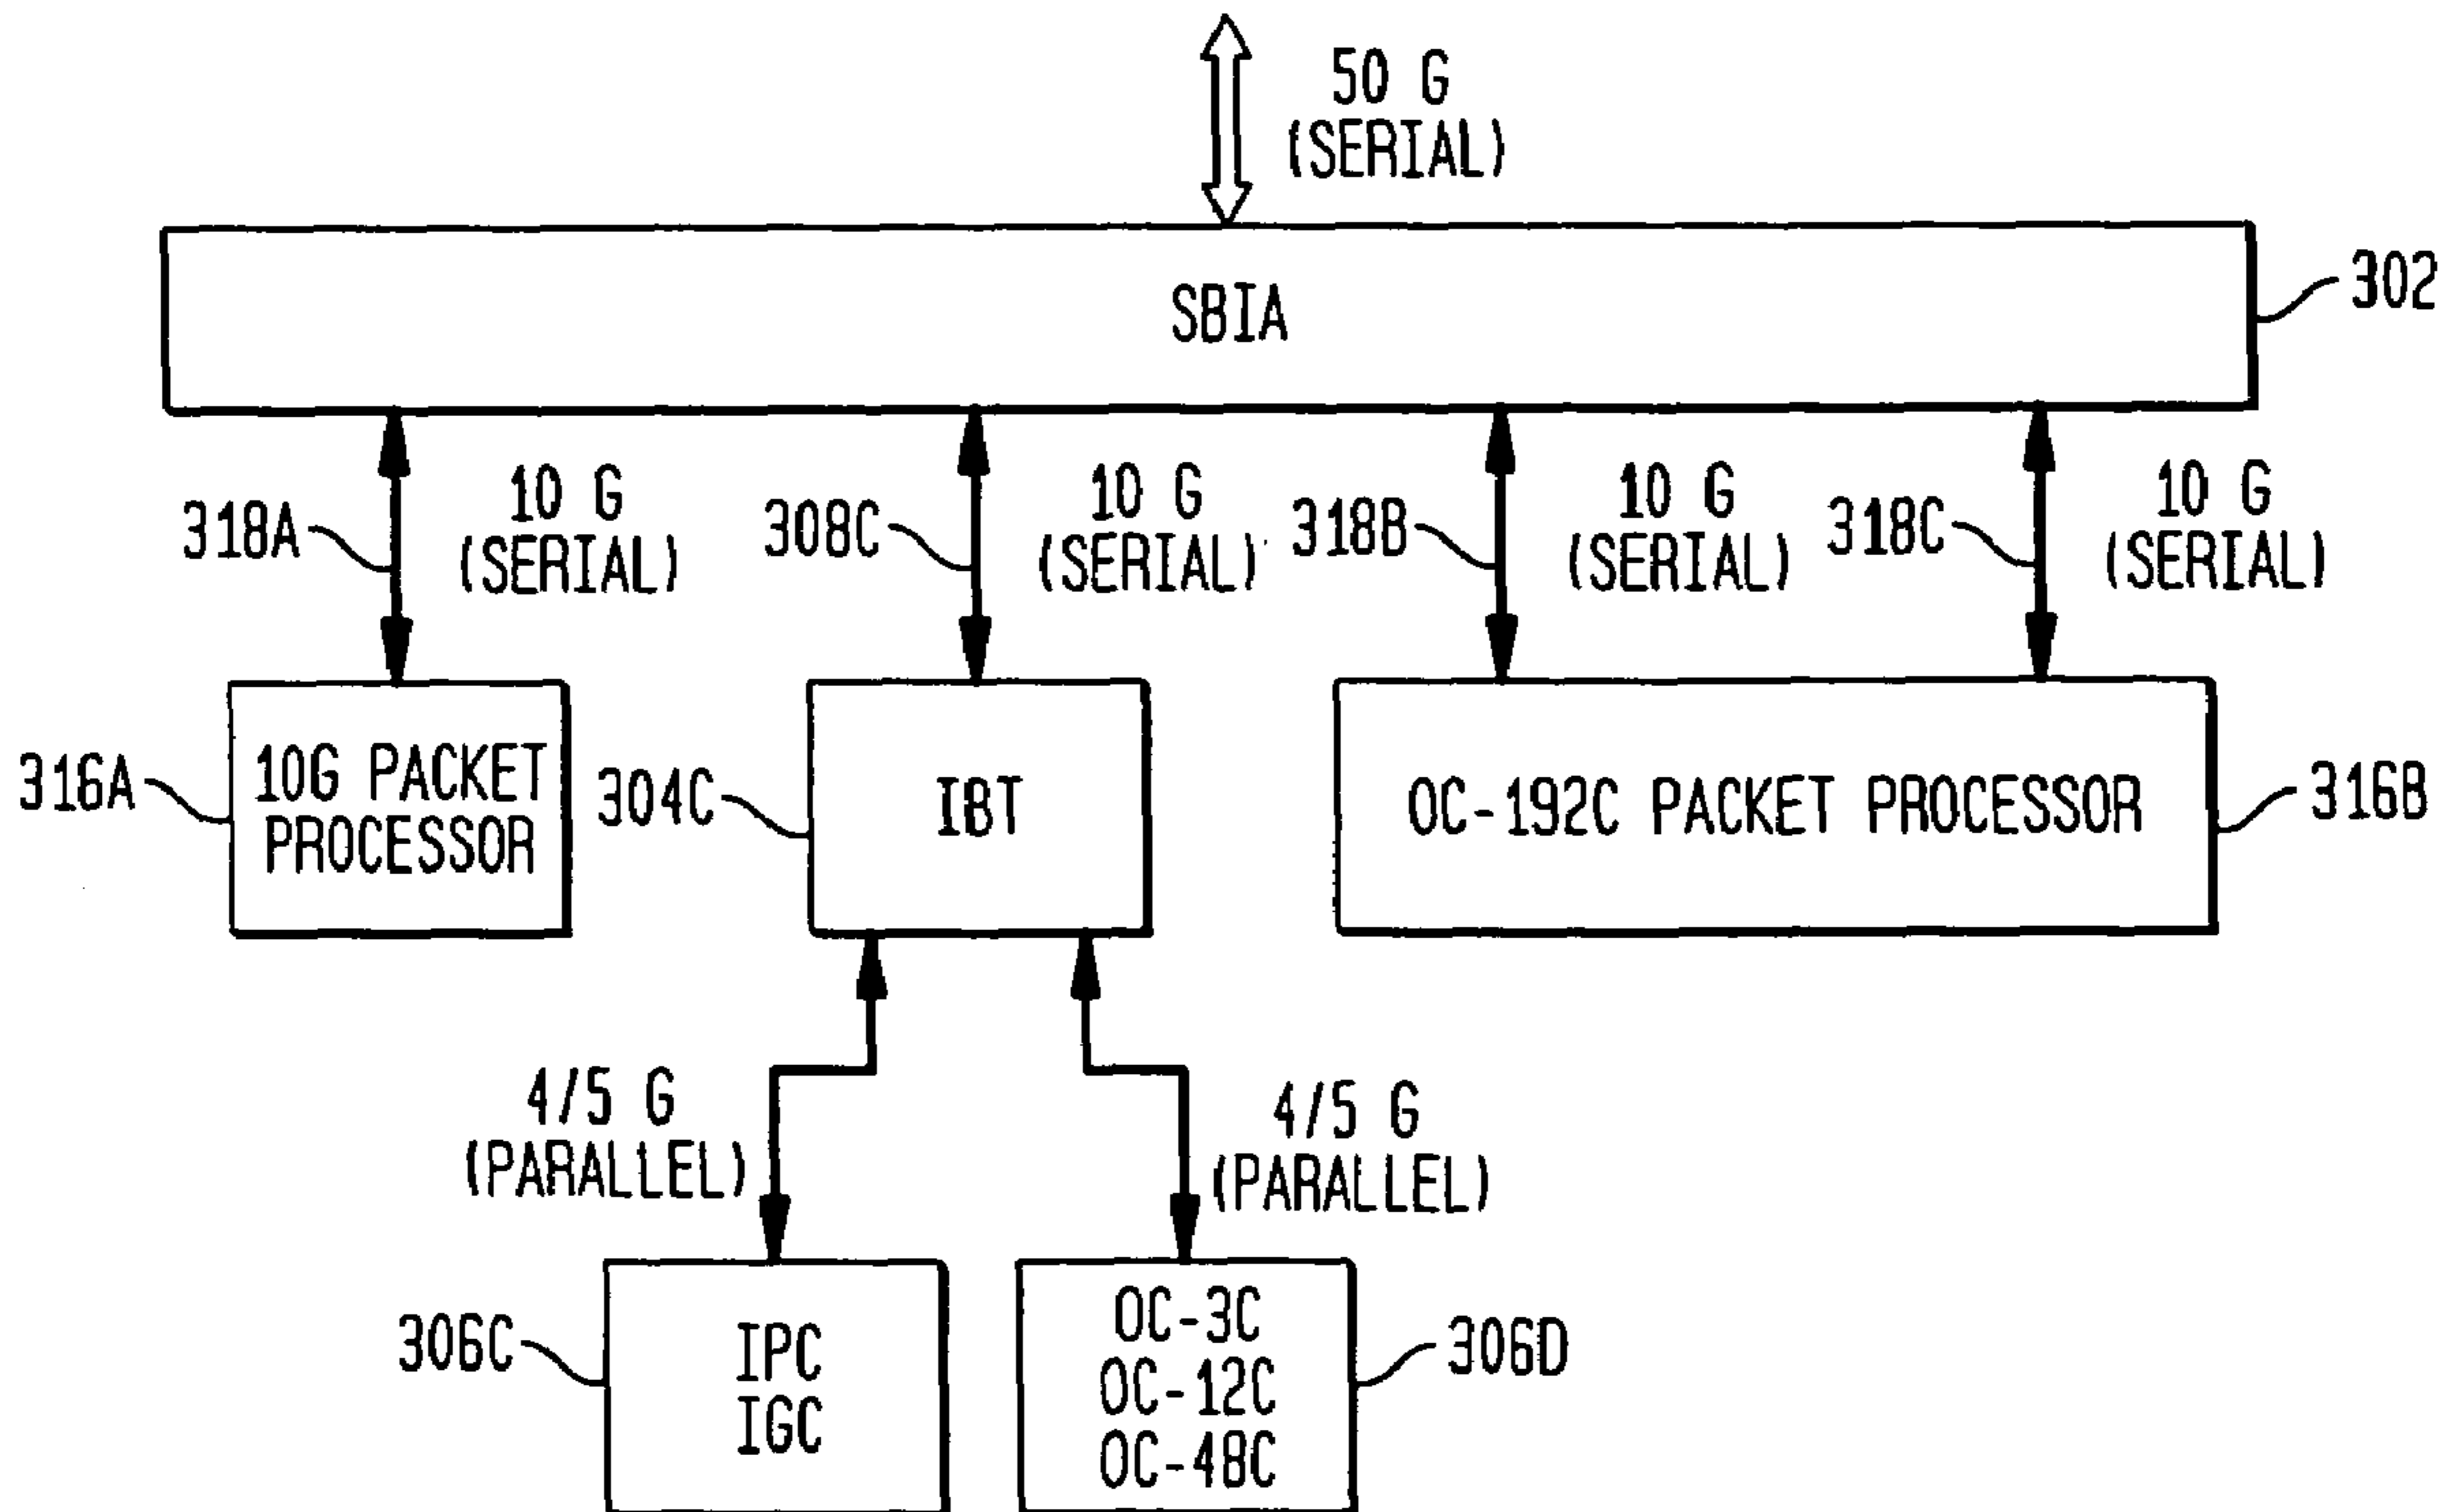 50 G
(SERIAL)
SBIA
302
318A
10 G
(SERIAL)
308C
10 G
(SERIAL)
318B
10 G
(SERIAL)
318C
10 G
(SERIAL)
316A
10G PACKET
PROCESSOR
304C
IBT
OC-192C PACKET PROCESSOR
316B
4/5 G
(PARALLEL)
4/5 G
(PARALLEL)
306C
IPC
IGC
OC-3C
OC-12C
OC-48C
306D